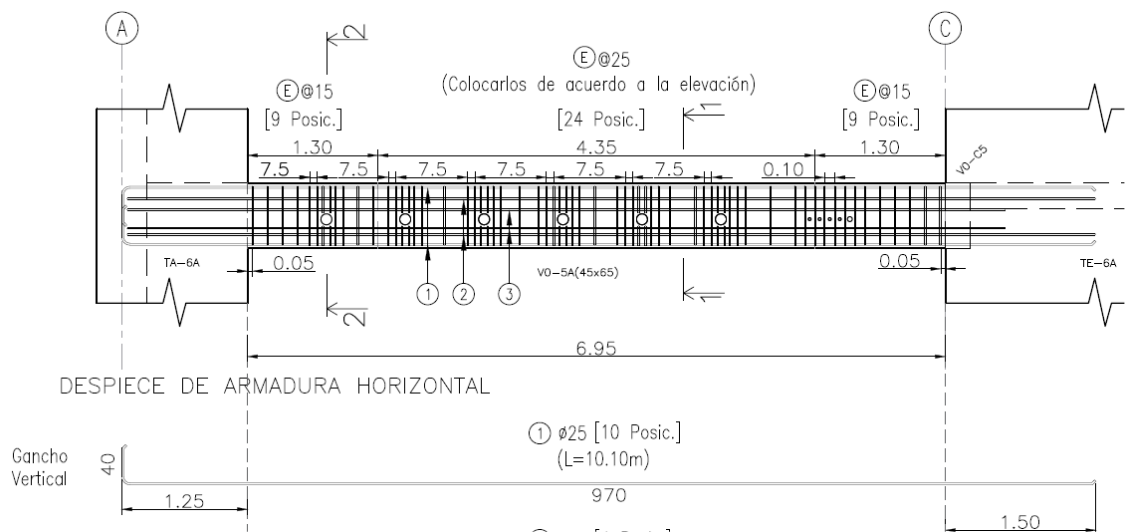 A
2
E@25
C
(Colocarlos de acuerdo a la elevación)
E@15
[9 Posic.]
[24 Posic.]
1
E@15
[9 Posic.]
1.30
4.35
1.30
7.5 7.5 7.5 7.5 7.5 7.5 0.10
VO-C5
TA-6A
0.05
VO-5A(45x65)
0.05
TE-6A
1 2 3
2
1
6.95
DESPIECE DE ARMADURA HORIZONTAL
1 ø25 [10 Posic.]
(L=10.10m)
Gancho
Vertical
40
970
1.25
1.50